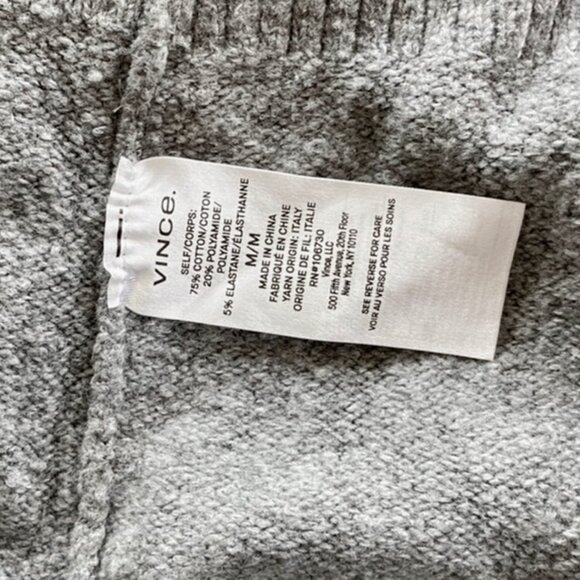 VINCE.
SELF/CORPS:
75% COTTON/COTON
20% POLYAMIDE/
POLYAMIDE
5% ELASTANE/ÉLASTHANNE
M/M
MADE IN CHINA
FABRIQUÉ EN CHINE
YARN ORIGIN: ITALY
ORIGINE DE FIL: ITALIE
RN#106730
Vince, LLC
500 Fifth Avenue, 20th Floor
New York, NY 10110
SEE REVERSE FOR CARE
VOIR AU VERSO POUR LES SOINS